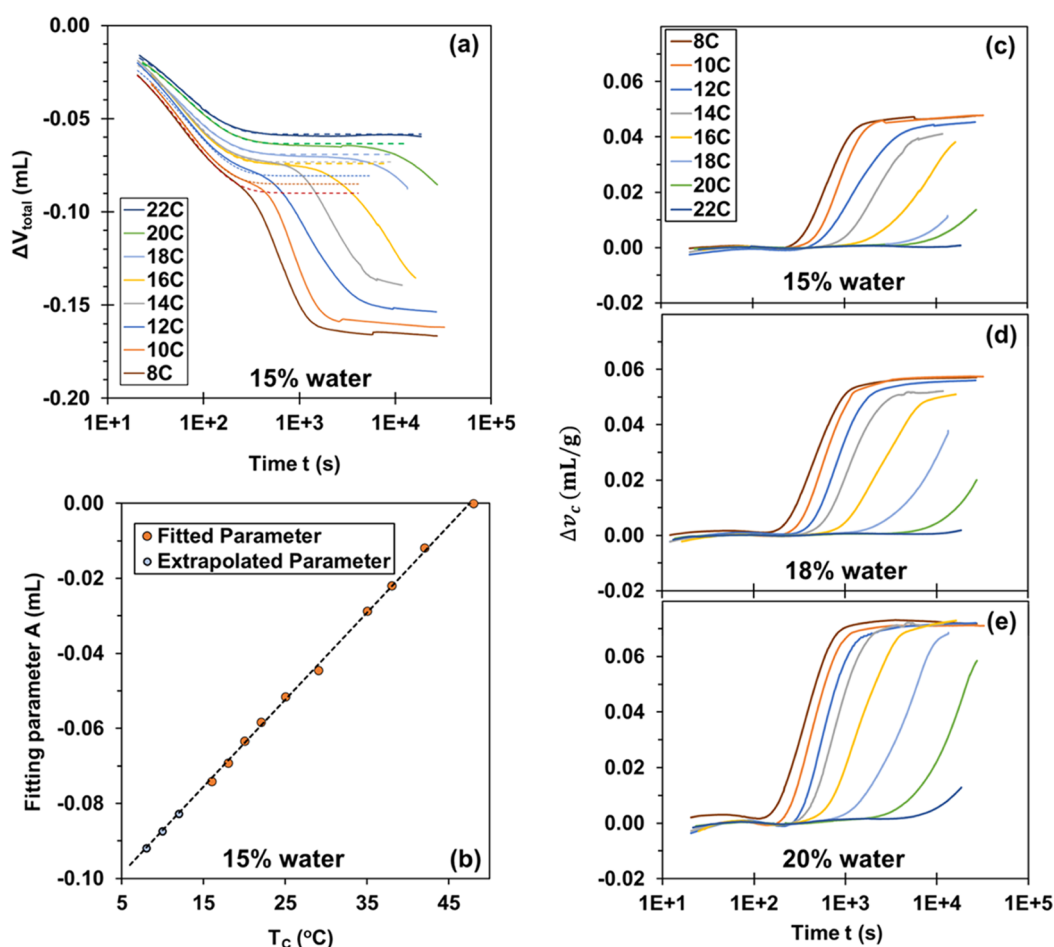 (a)
0.00
-0.05
-0.10
-0.15
-0.20
ΔV_total (mL)
22C
20C
18C
16C
14C
12C
10C
8C
15% water
1E+1 1E+2 1E+3 1E+4 1E+5
Time t (s)
0.00
-0.02
-0.04
-0.06
-0.08
-0.10
Fitting parameter A (mL)
Fitted Parameter
Extrapolated Parameter
15% water
(b)
5 15 25 35 45
T_C (°C)
(c)
0.06
0.04
0.02
0.00
-0.02
8C
10C
12C
14C
16C
18C
20C
22C
15% water
(d)
0.06
0.04
0.02
0.00
-0.02
Δv_c (mL/g)
18% water
(e)
0.06
0.04
0.02
0.00
-0.02
20% water
1E+1 1E+2 1E+3 1E+4 1E+5
Time t (s)